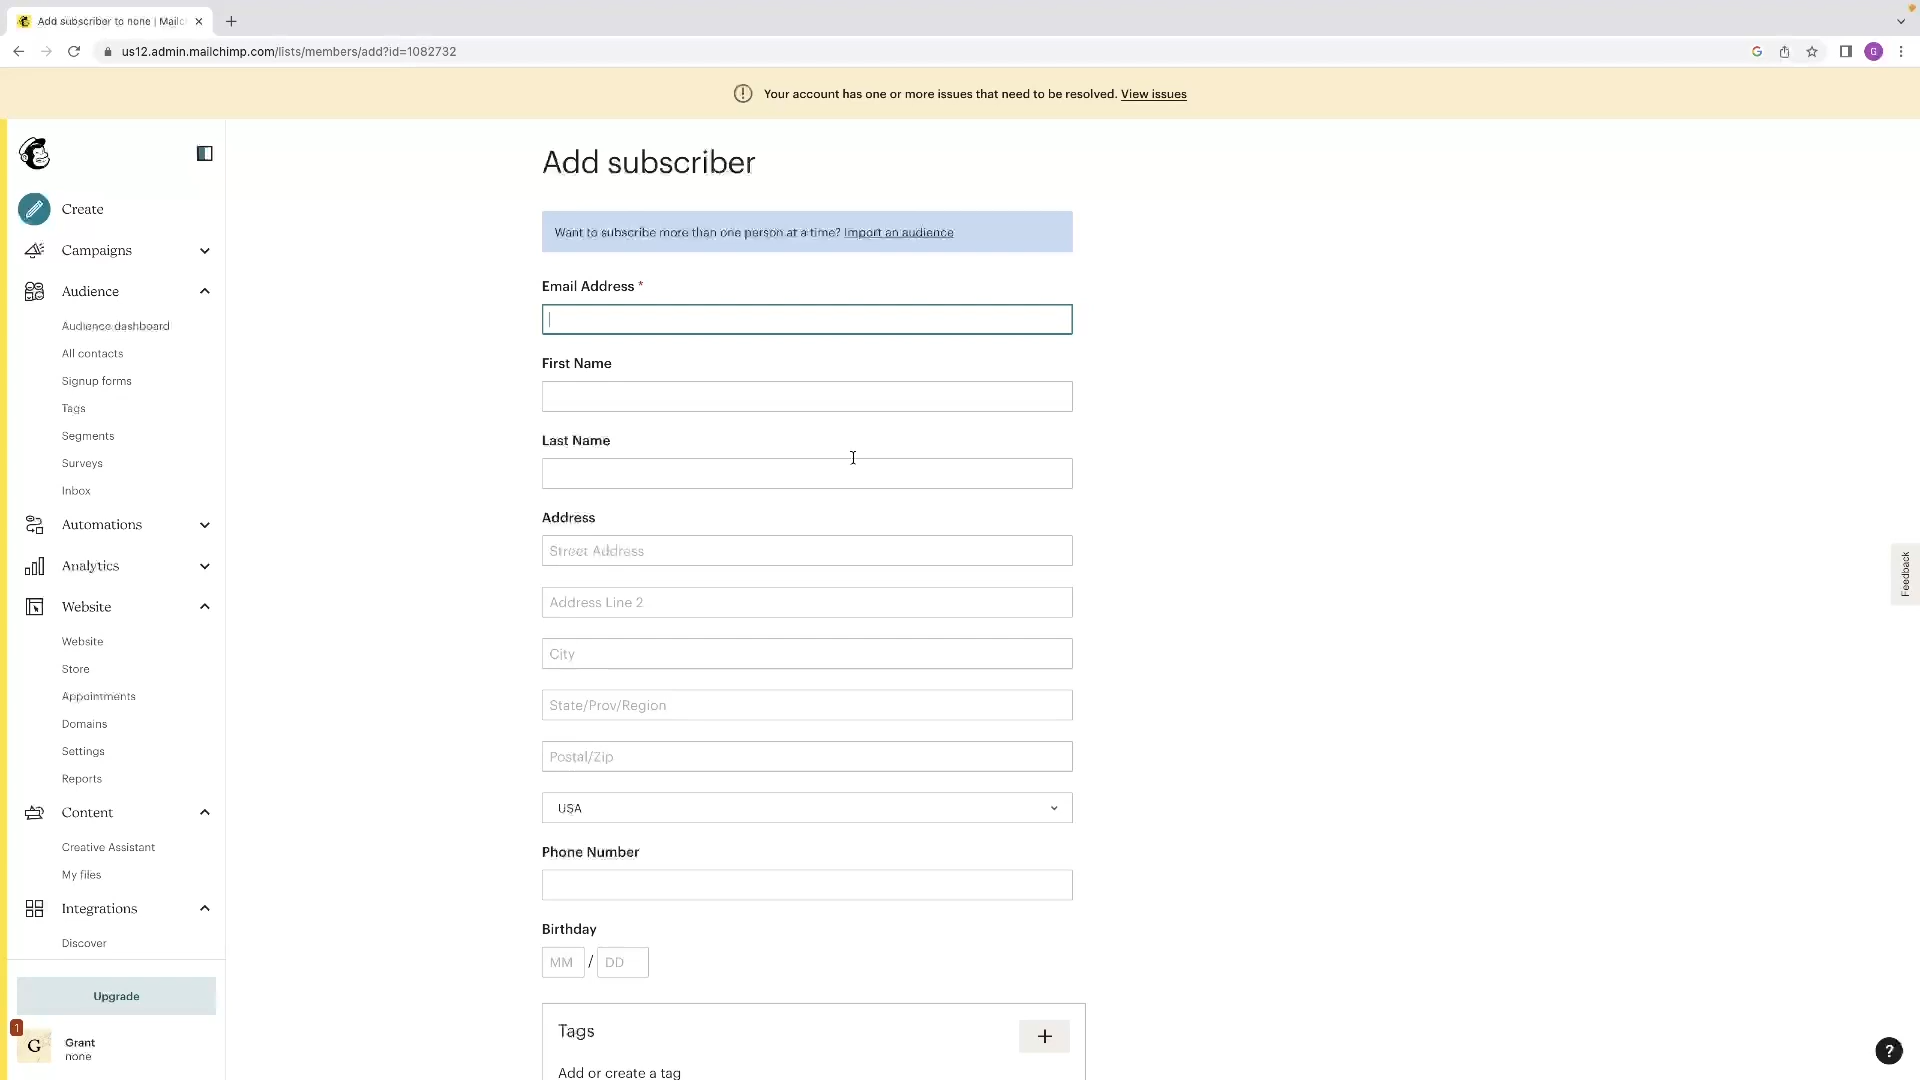 Add subscriber to none | Mailc
us12.admin.mailchimp.com/lists/members/add?id=1082732
G
G
Your account has one or more issues that need to be resolved. View issues
Create
Campaigns
Audience
Audience dashboard
All contacts
Signup forms
Tags
Segments
Surveys
Inbox
Automations
Analytics
Website
Website
Store
Appointments
Domains
Settings
Reports
Content
Creative Assistant
My files
Integrations
Discover
Upgrade
1
G
Grant
none
Add subscriber
Want to subscribe more than one person at a time? Import an audience
Email Address *
First Name
Last Name
Address
Street Address
Address Line 2
City
State/Prov/Region
Postal/Zip
USA
Phone Number
Birthday
MM / DD
Tags
+
Add or create a tag
Feedback
?